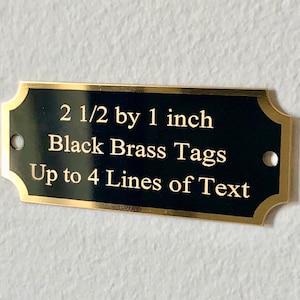 2 1/2 by 1 inch
Black Brass Tags
Up to 4 Lines of Text